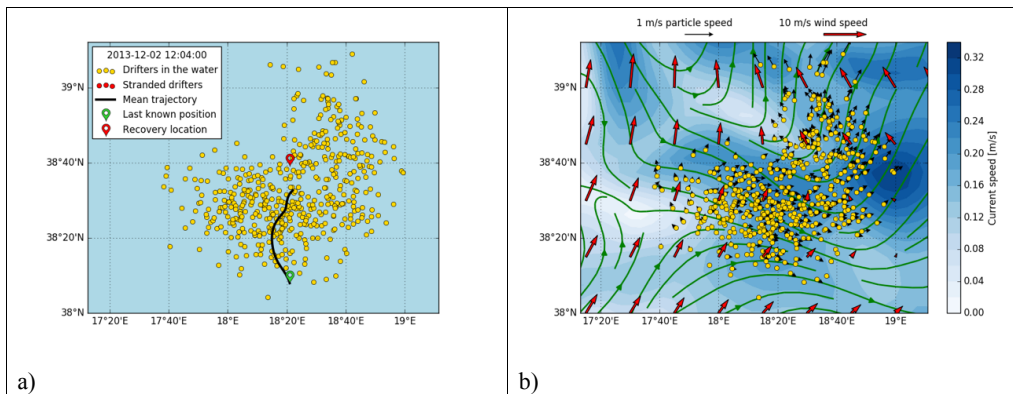 2013-12-02 12:04:00
Drifters in the water
Stranded drifters
Mean trajectory
Last known position
Recovery location
39°N
38°40'N
38°20'N
38°N
17°20'E 17°40'E 18°E 18°20'E 18°40'E 19°E
a)
1 m/s particle speed 10 m/s wind speed
39°N
38°40'N
38°20'N
38°N
17°20'E 17°40'E 18°E 18°20'E 18°40'E 19°E
0.32
0.28
0.24
0.20
0.16
0.12
0.08
0.04
0.00
Current speed [m/s]
b)